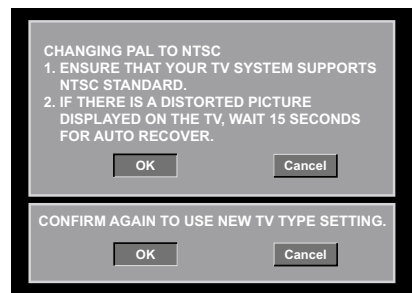 CHANGING PAL TO NTSC
1. ENSURE THAT YOUR TV SYSTEM SUPPORTS
NTSC STANDARD.
2. IF THERE IS A DISTORTED PICTURE
DISPLAYED ON THE TV, WAIT 15 SECONDS
FOR AUTO RECOVER.
OK Cancel
CONFIRM AGAIN TO USE NEW TV TYPE SETTING.
OK Cancel